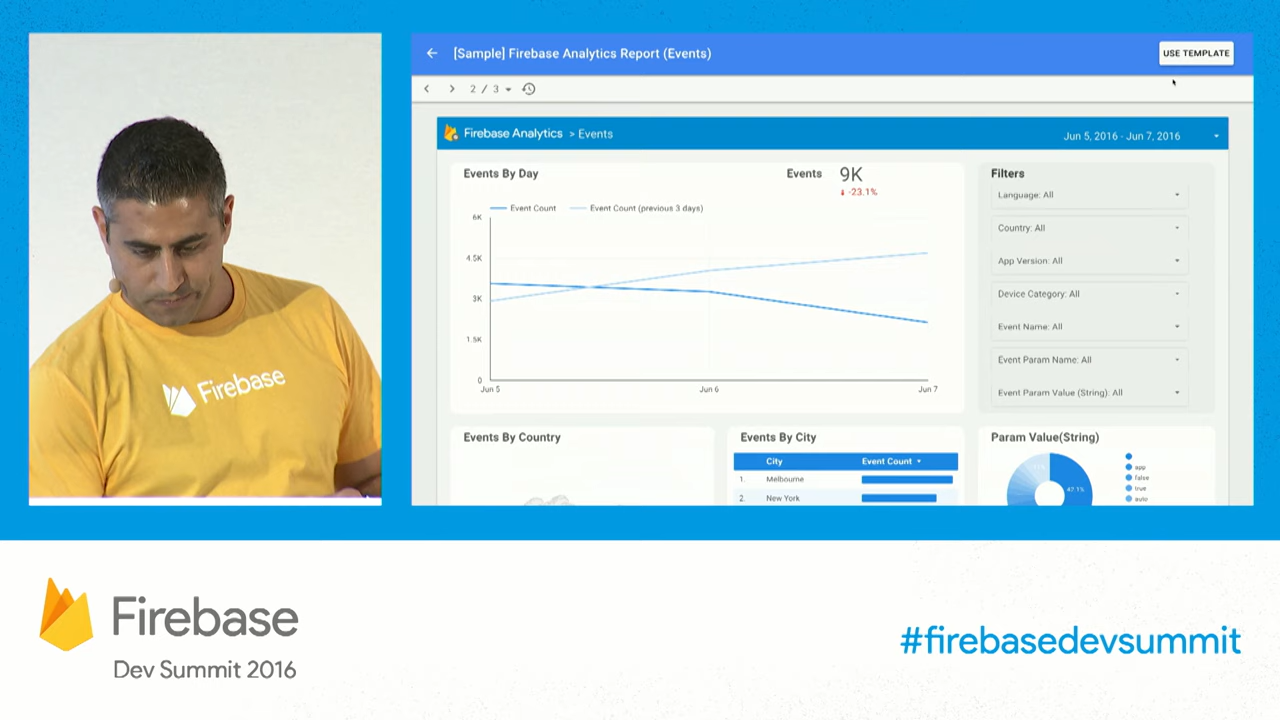 [Sample] Firebase Analytics Report (Events)
USE TEMPLATE
2 / 3
Firebase Analytics > Events
Jun 5, 2016 - Jun 7, 2016
Events By Day
Events 9K
-23.1%
Event Count
Event Count (previous 3 days)
6K
4.5K
3K
1.5K
0
Jun 5
Jun 6
Jun 7
Filters
Language: All
Country: All
App Version: All
Device Category: All
Event Name: All
Event Param Name: All
Event Param Value (String): All
Events By Country
Events By City
City Event Count
1. Melbourne
2. New York
Param Value(String)
47.1%
app
false
true
auto
Firebase
Firebase
Dev Summit 2016
#firebasedevsummit